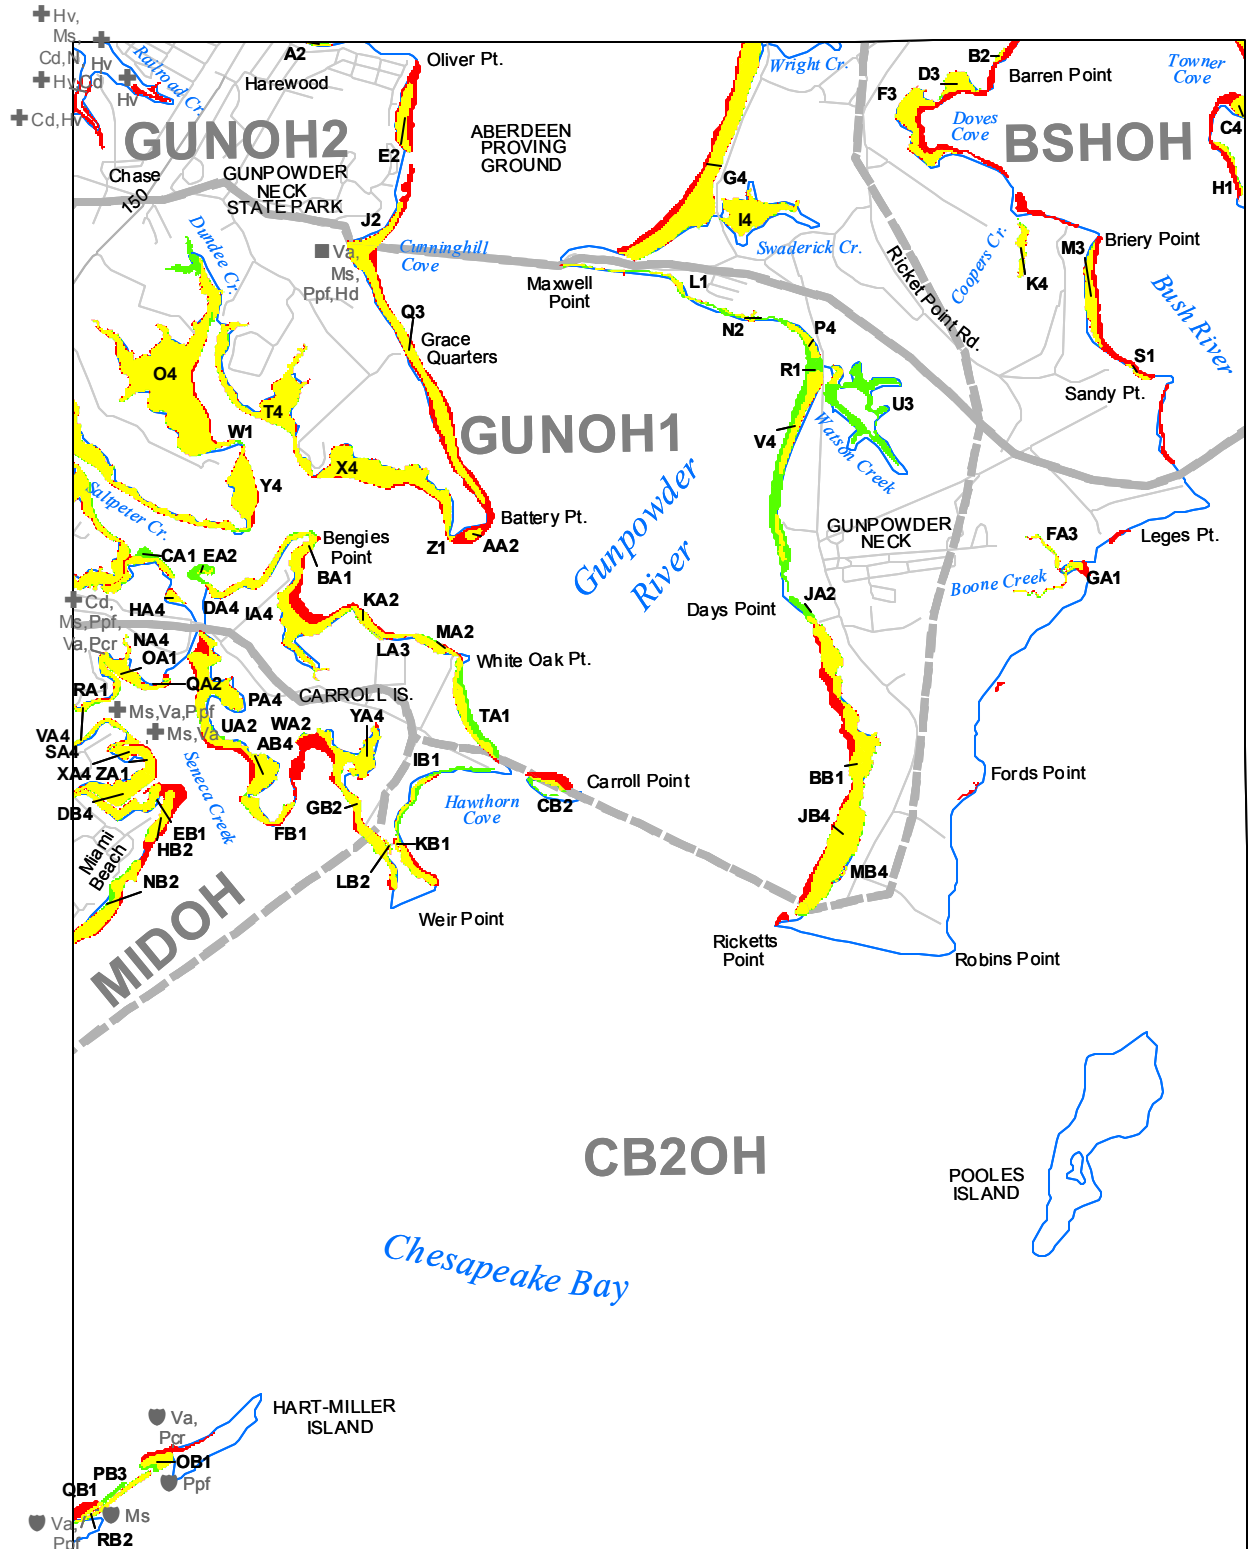 Hv,
Ms,
Cd,N
Hv
Hv,Cd
Hv
Cd,Hv
Railroad Cr.
A2
Harewood
Oliver Pt.
GUNOH2
E2
ABERDEEN
PROVING
GROUND
Wright Cr.
B2
D3
F3
Barren Point
Towner
Cove
Doves
Cove
BSHOH
C4
H1
Chase
150
GUNPOWDER
NECK
STATE PARK
J2
G4
I4
Dundee Cr.
Va,
Ms,
Ppf,Hd
Cunninghill
Cove
Swaderick Cr.
Maxwell
Point
L1
Ricket Point Rd.
Coopers Cr.
K4
M3
Briery Point
Bush River
Q3
Grace
Quarters
N2
P4
R1
U3
S1
Sandy Pt.
O4
T4
W1
GUNOH1
V4
Watson Creek
X4
Y4
Saltpeter Cr.
Gunpowder
River
Battery Pt.
Z1
AA2
Bengies
Point
BA1
CA1
EA2
GUNPOWDER
NECK
FA3
Leges Pt.
Boone Creek
GA1
Cd,
Ms,Ppf,
Va,Pcr
HA4
DA4
IA4
KA2
Days Point
JA2
NA4
OA1
LA3
MA2
White Oak Pt.
RA1
QA2
PA4
CARROLL IS.
Ms,Va,Ppf
Ms,Va
VA4
SA4
UA2
WA2
YA4
TA1
AB4
XA4
ZA1
Seneca Creek
IB1
Carroll Point
BB1
Fords Point
DB4
GB2
Hawthorn
Cove
CB2
JB4
EB1
FB1
HB2
Miami
Beach
KB1
NB2
LB2
MB4
MIDOH
Weir Point
Ricketts
Point
Robins Point
CB2OH
POOLES
ISLAND
Chesapeake Bay
HART-MILLER
ISLAND
Va,
Pcr
OB1
PB3
Ppf
QB1
Ms
Va,
Ppf
RB2